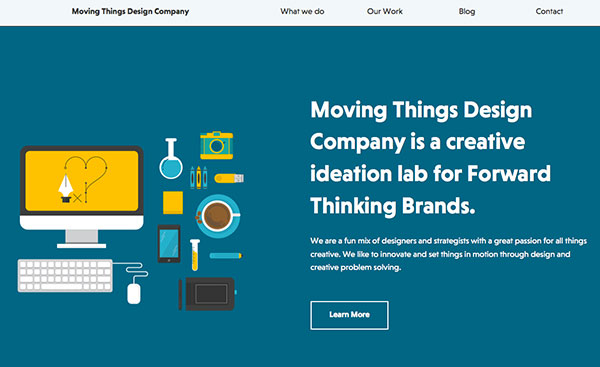 Moving Things Design Company
What we do
Our Work
Blog
Contact
Moving Things Design
Company is a creative
ideation lab for Forward
Thinking Brands.
We are a fun mix of designers and strategists with a great passion for all things
creative. We like to innovate and set things in motion through design and
creative problem solving.
Learn More